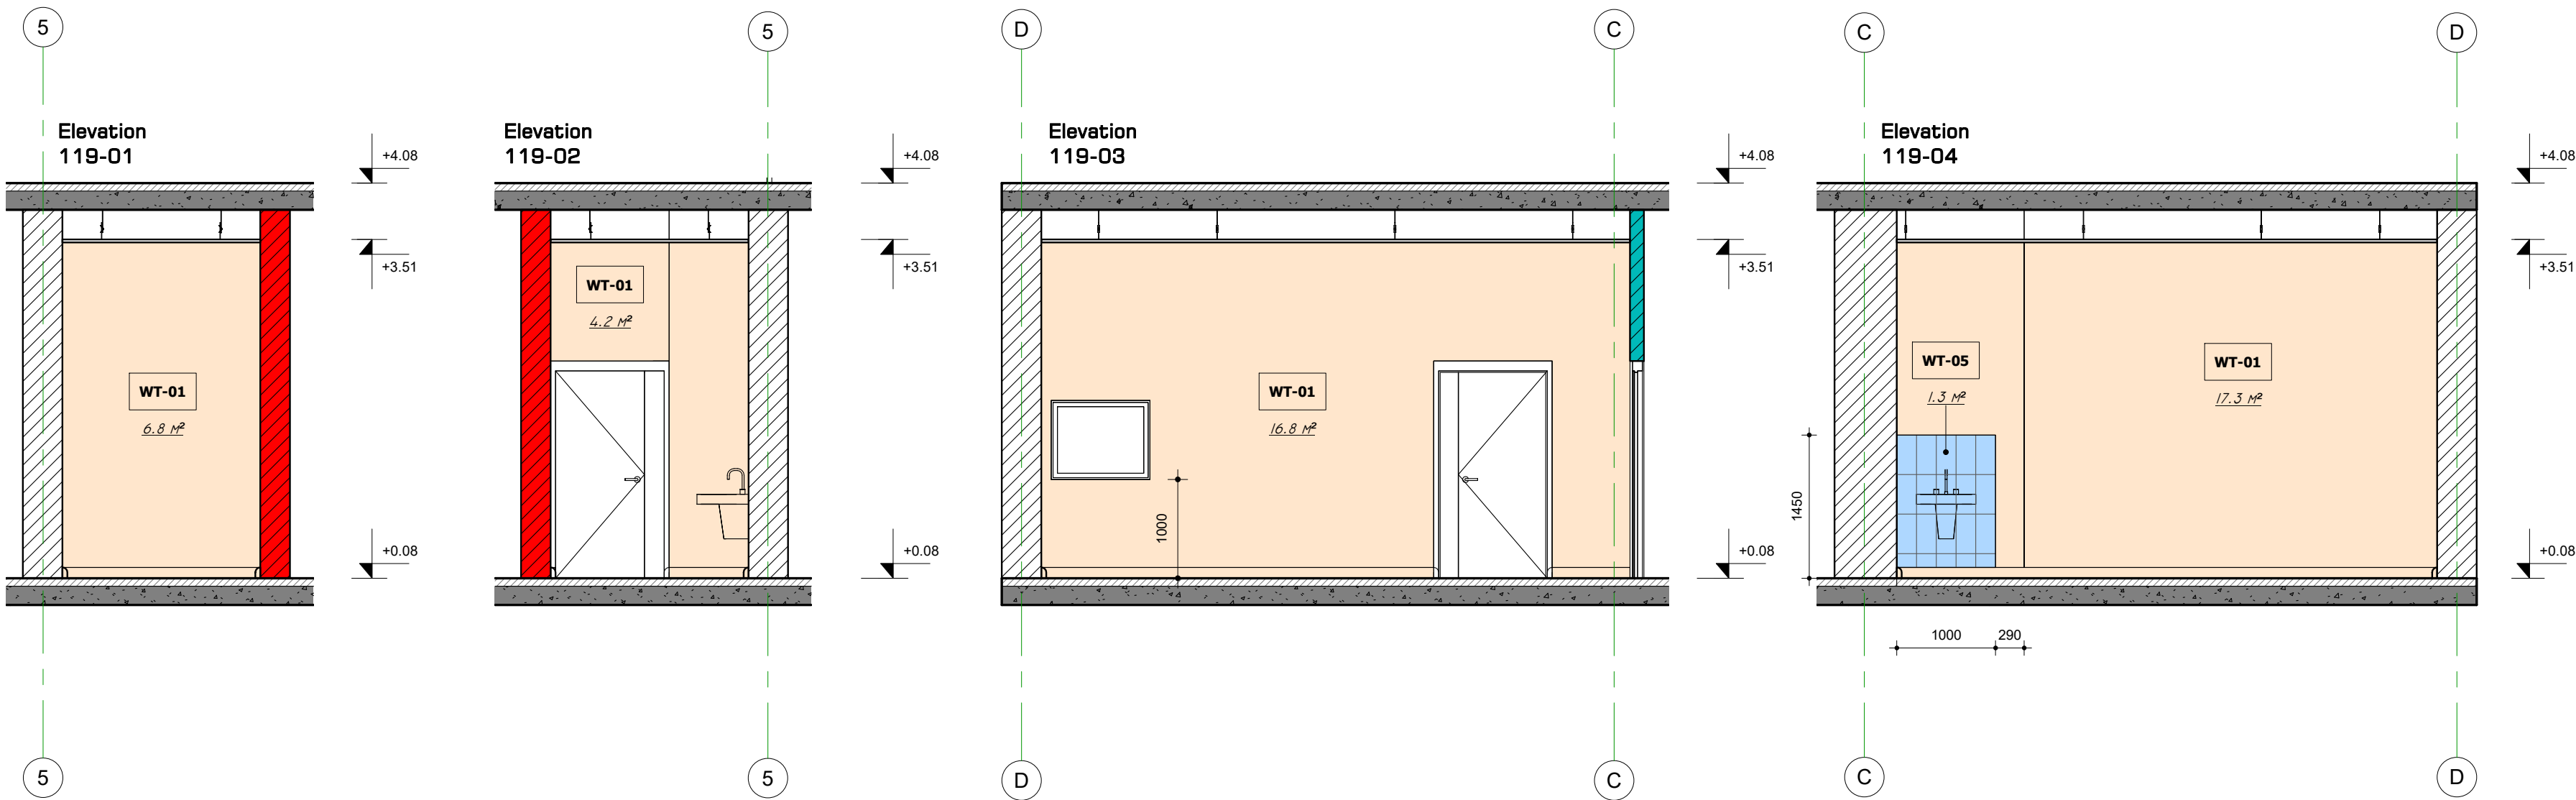 5
5
D
C
C
D
Elevation
119-01
Elevation
119-02
Elevation
119-03
Elevation
119-04
+4.08
+4.08
+4.08
+4.08
+3.51
+3.51
+3.51
+3.51
WT-01
4.2 M²
WT-01
6.8 M²
WT-01
16.8 M²
WT-05
1.3 M²
WT-01
17.3 M²
1000
1450
+0.08
+0.08
+0.08
+0.08
1000
290
5
5
D
C
C
D